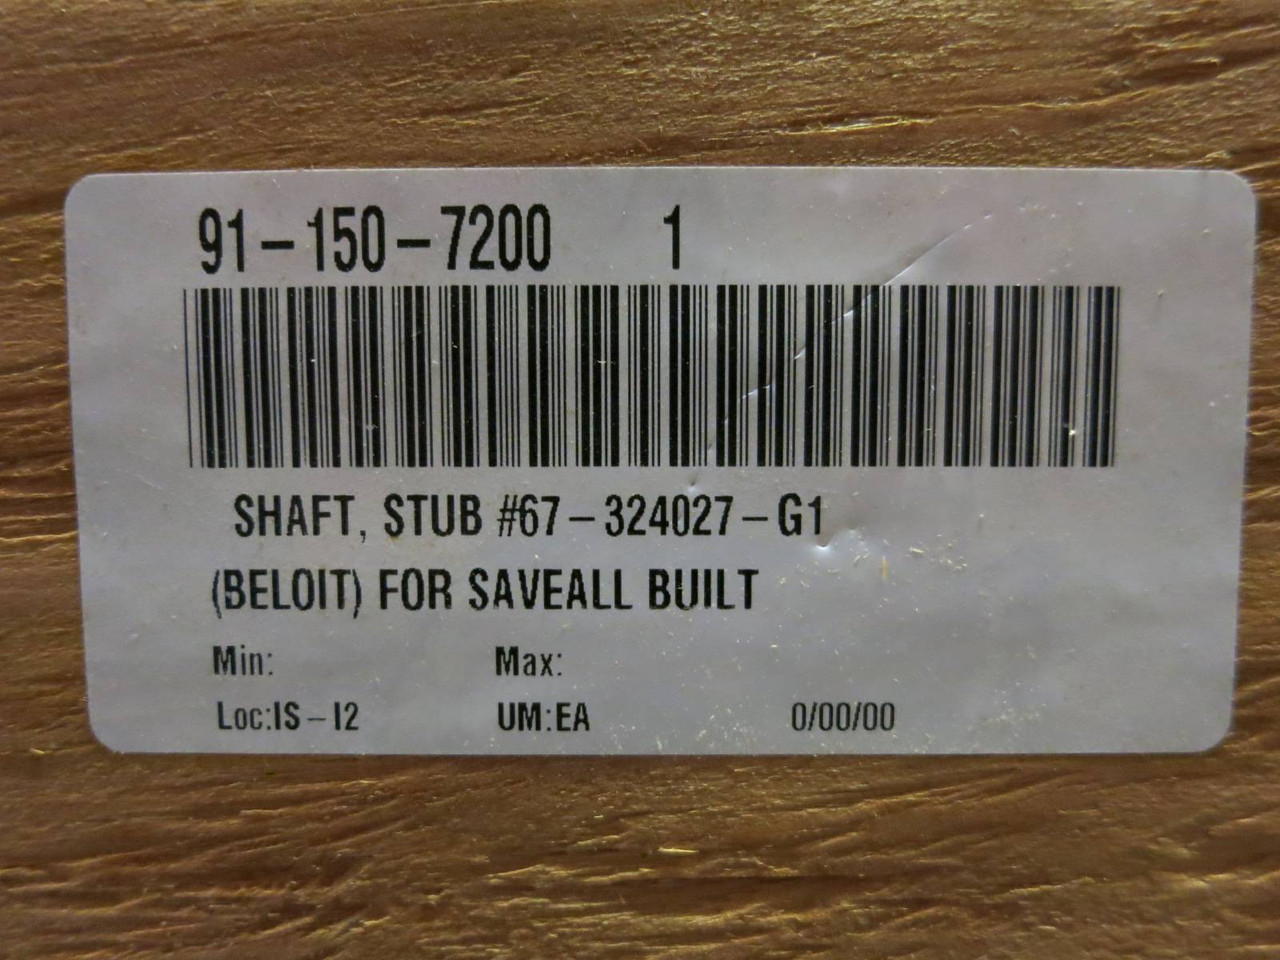 91-150-7200 1
SHAFT, STUB #67-324027-G1
(BELOIT) FOR SAVEALL BUILT
Min: Max:
Loc:IS-I2 UM:EA 0/00/00